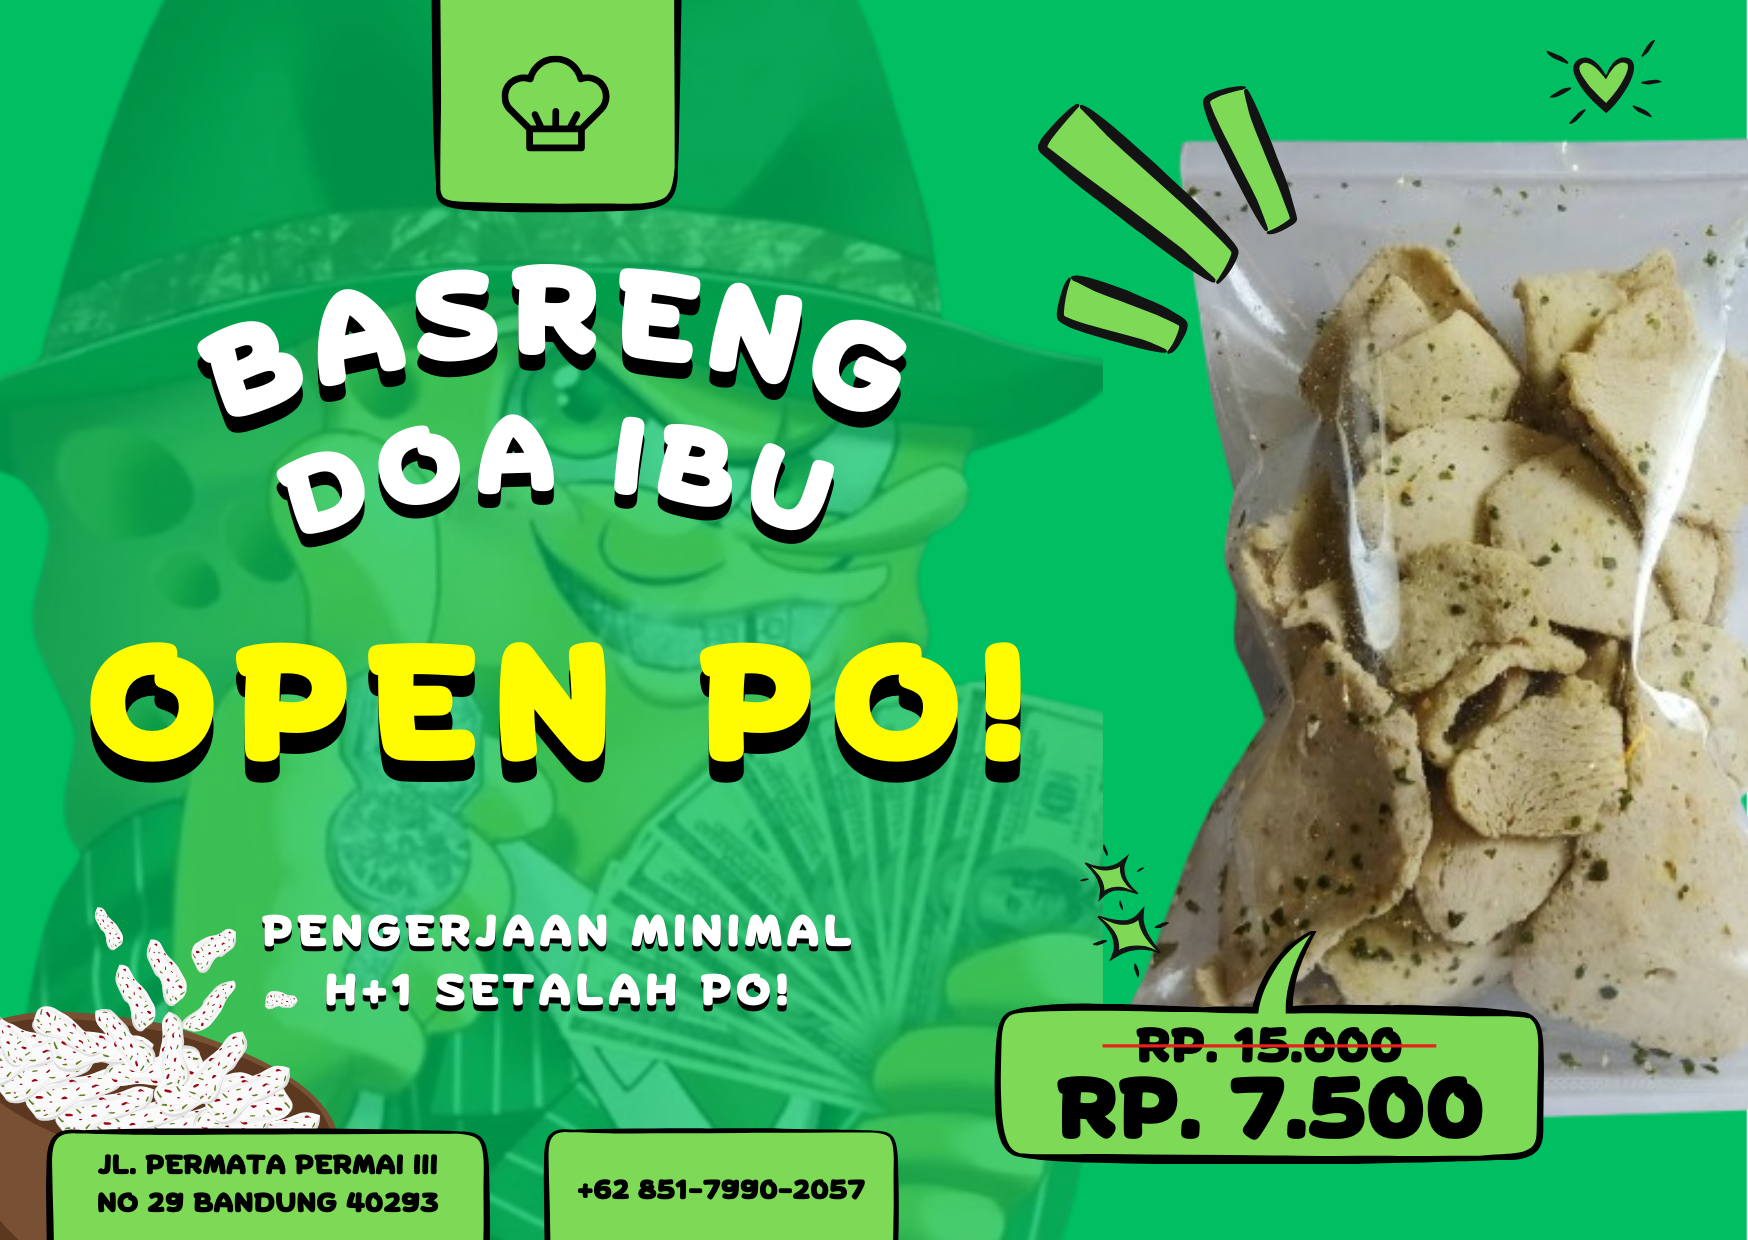 BASRENG
DOA IBU
OPEN PO!
PENGERJAAN MINIMAL
H+1 SETALAH PO!
RP. 15.000
RP. 7.500
JL. PERMATA PERMAI III
NO 29 BANDUNG 40293
+62 851-7990-2057